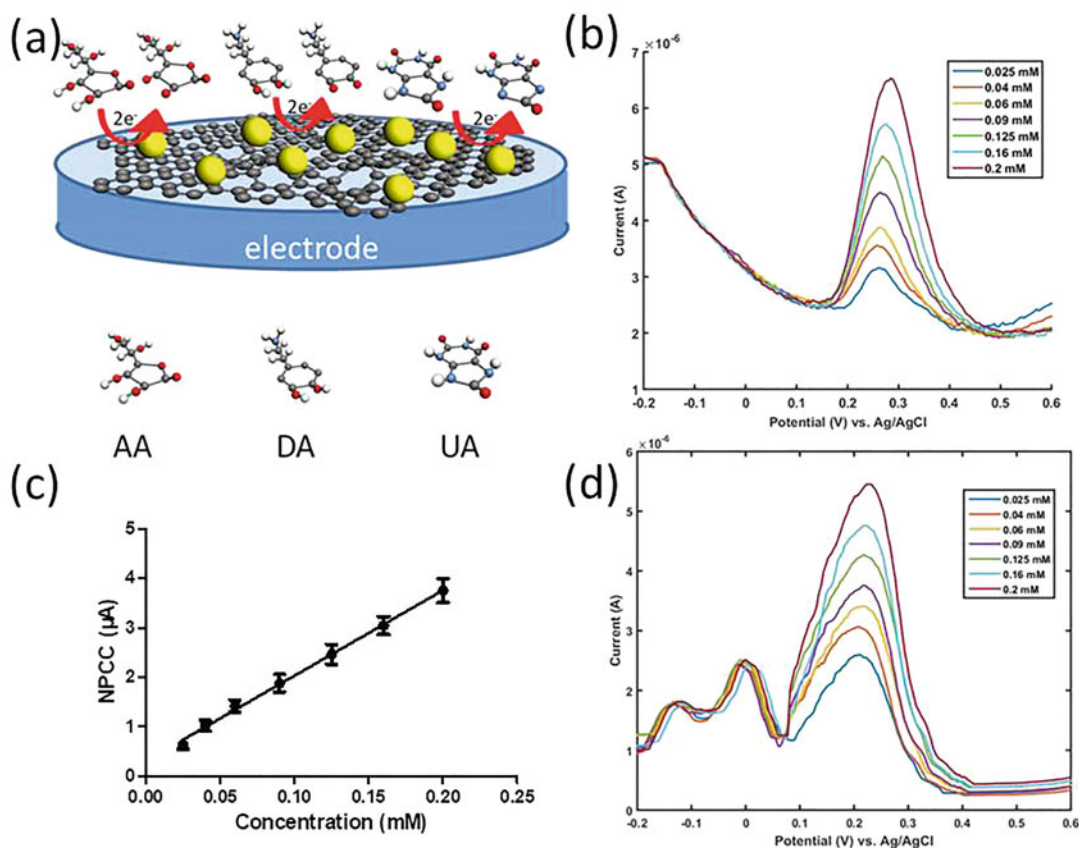 (a)
2e-
2e-
2e-
electrode
AA
DA
UA
(b)
×10⁻⁶
7
6
5
4
3
2
1
Current (A)
-0.2
-0.1
0
0.1
0.2
0.3
0.4
0.5
0.6
Potential (V) vs. Ag/AgCl
0.025 mM
0.04 mM
0.06 mM
0.09 mM
0.125 mM
0.16 mM
0.2 mM
(c)
5
4
3
2
1
0
NPCC (µA)
0.00
0.05
0.10
0.15
0.20
0.25
Concentration (mM)
(d)
×10⁻⁶
6
5
4
3
2
1
0
Current (A)
-0.2
-0.1
0
0.1
0.2
0.3
0.4
0.5
0.6
Potential (V) vs. Ag/AgCl
0.025 mM
0.04 mM
0.06 mM
0.09 mM
0.125 mM
0.16 mM
0.2 mM